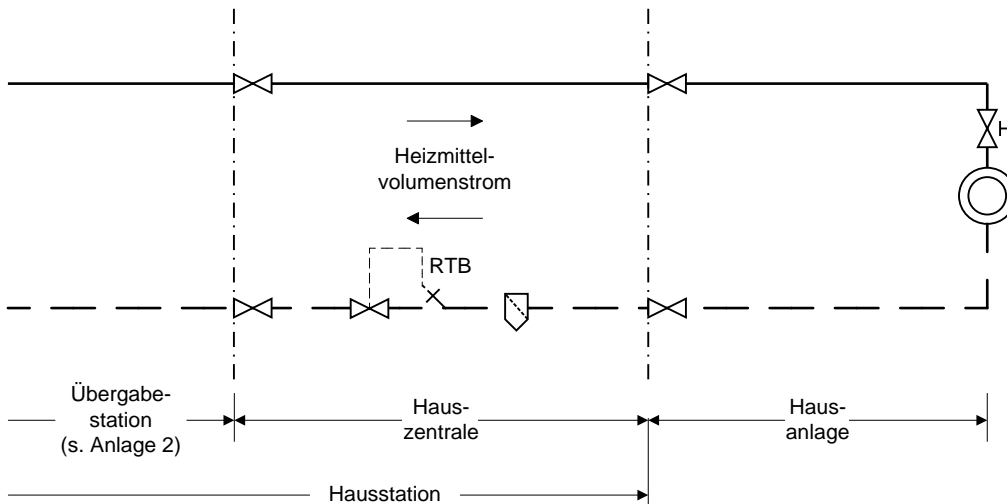 Heizmittel-
volumenstrom
RTB
Übergabe-
station
(s. Anlage 2)
Haus-
zentrale
Haus-
anlage
Hausstation